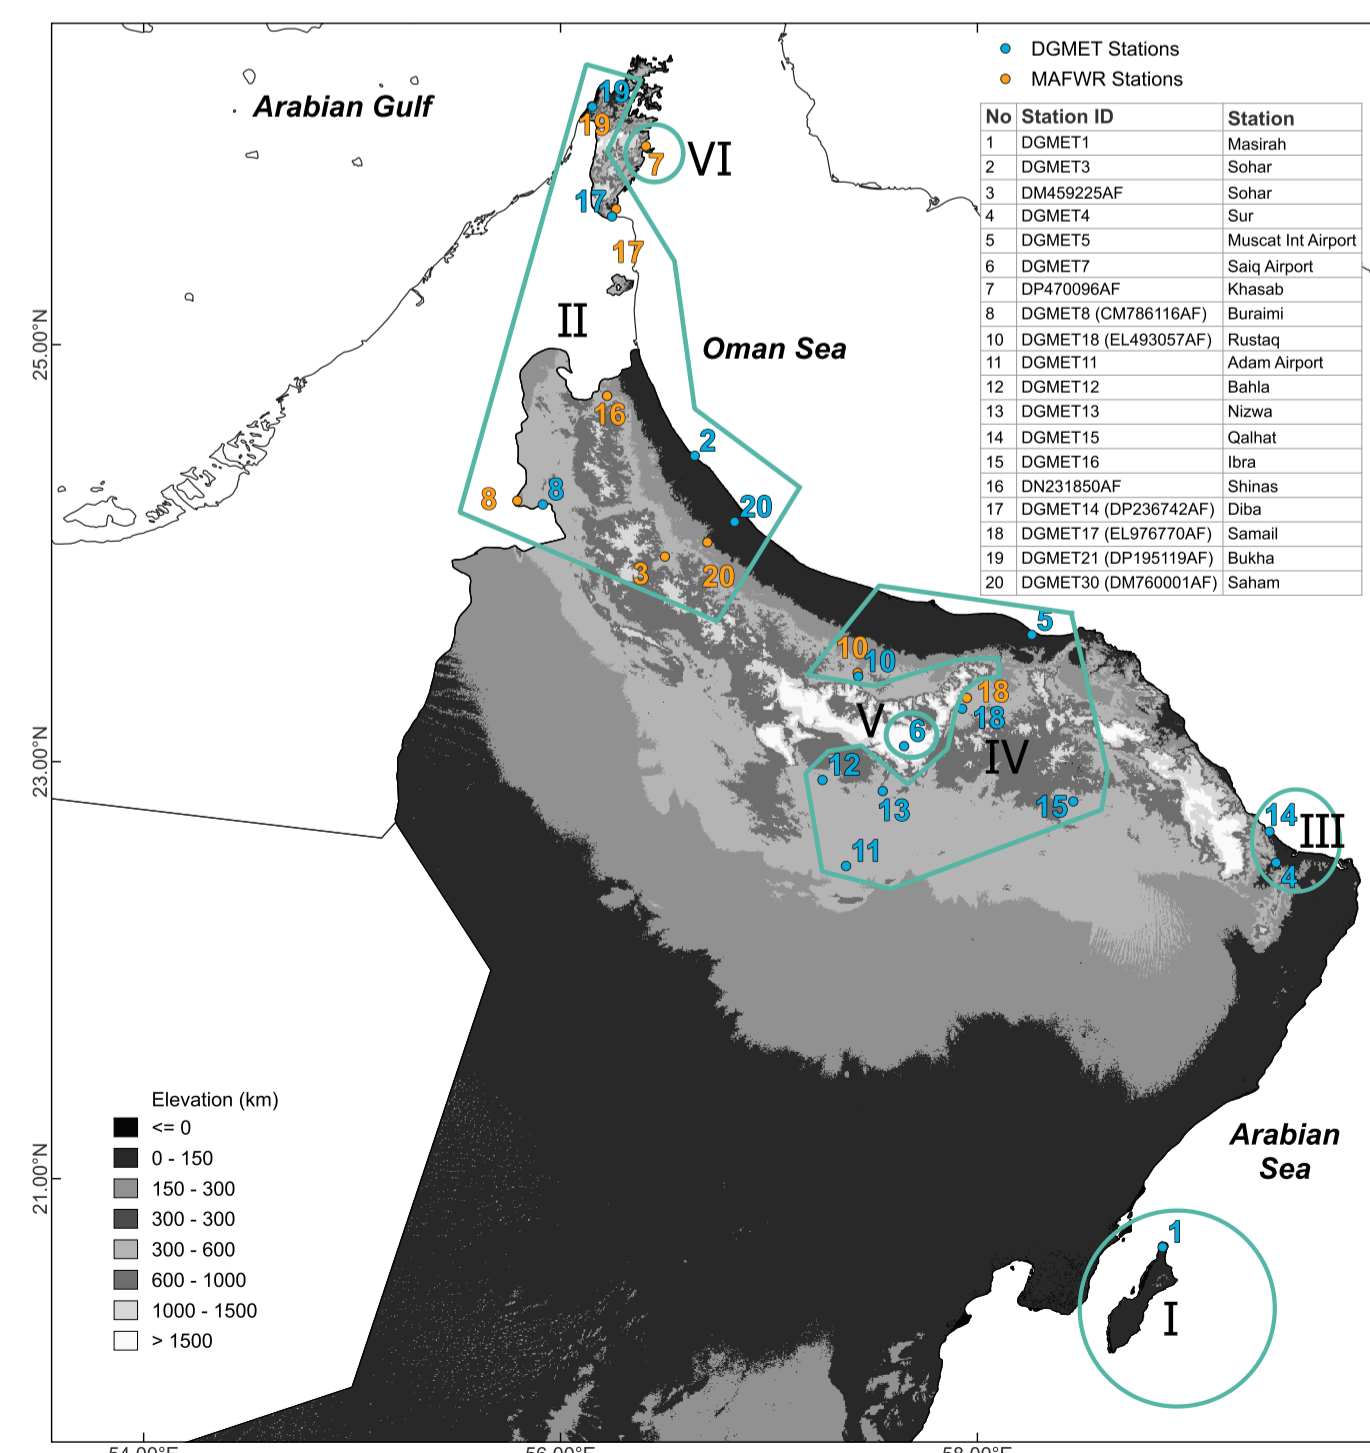 DGMET Stations
MAFWR Stations
No Station ID Station
1 DGMET1 Masirah
2 DGMET3 Sohar
3 DM459225AF Sohar
4 DGMET4 Sur
5 DGMET5 Muscat Int Airport
6 DGMET7 Saiq Airport
7 DP470096AF Khasab
8 DGMET8 (CM786116AF) Buraimi
10 DGMET18 (EL493057AF) Rustaq
11 DGMET11 Adam Airport
12 DGMET12 Bahla
13 DGMET13 Nizwa
14 DGMET15 Qalhat
15 DGMET16 Ibra
16 DN231850AF Shinas
17 DGMET14 (DP236742AF) Diba
18 DGMET17 (EL976770AF) Samail
19 DGMET21 (DP195119AF) Bukha
20 DGMET30 (DM760001AF) Saham
Arabian Gulf
19
19
7
VI
17
17
II
Oman Sea
25.00°N
16
2
8
8
20
3
20
5
10
10
18
18
V
6
IV
23.00°N
12
13
15
11
14
III
4
Elevation (km)
<= 0
0 - 150
150 - 300
300 - 300
300 - 600
600 - 1000
1000 - 1500
> 1500
21.00°N
Arabian
Sea
1
I
54.00°E
56.00°E
58.00°E